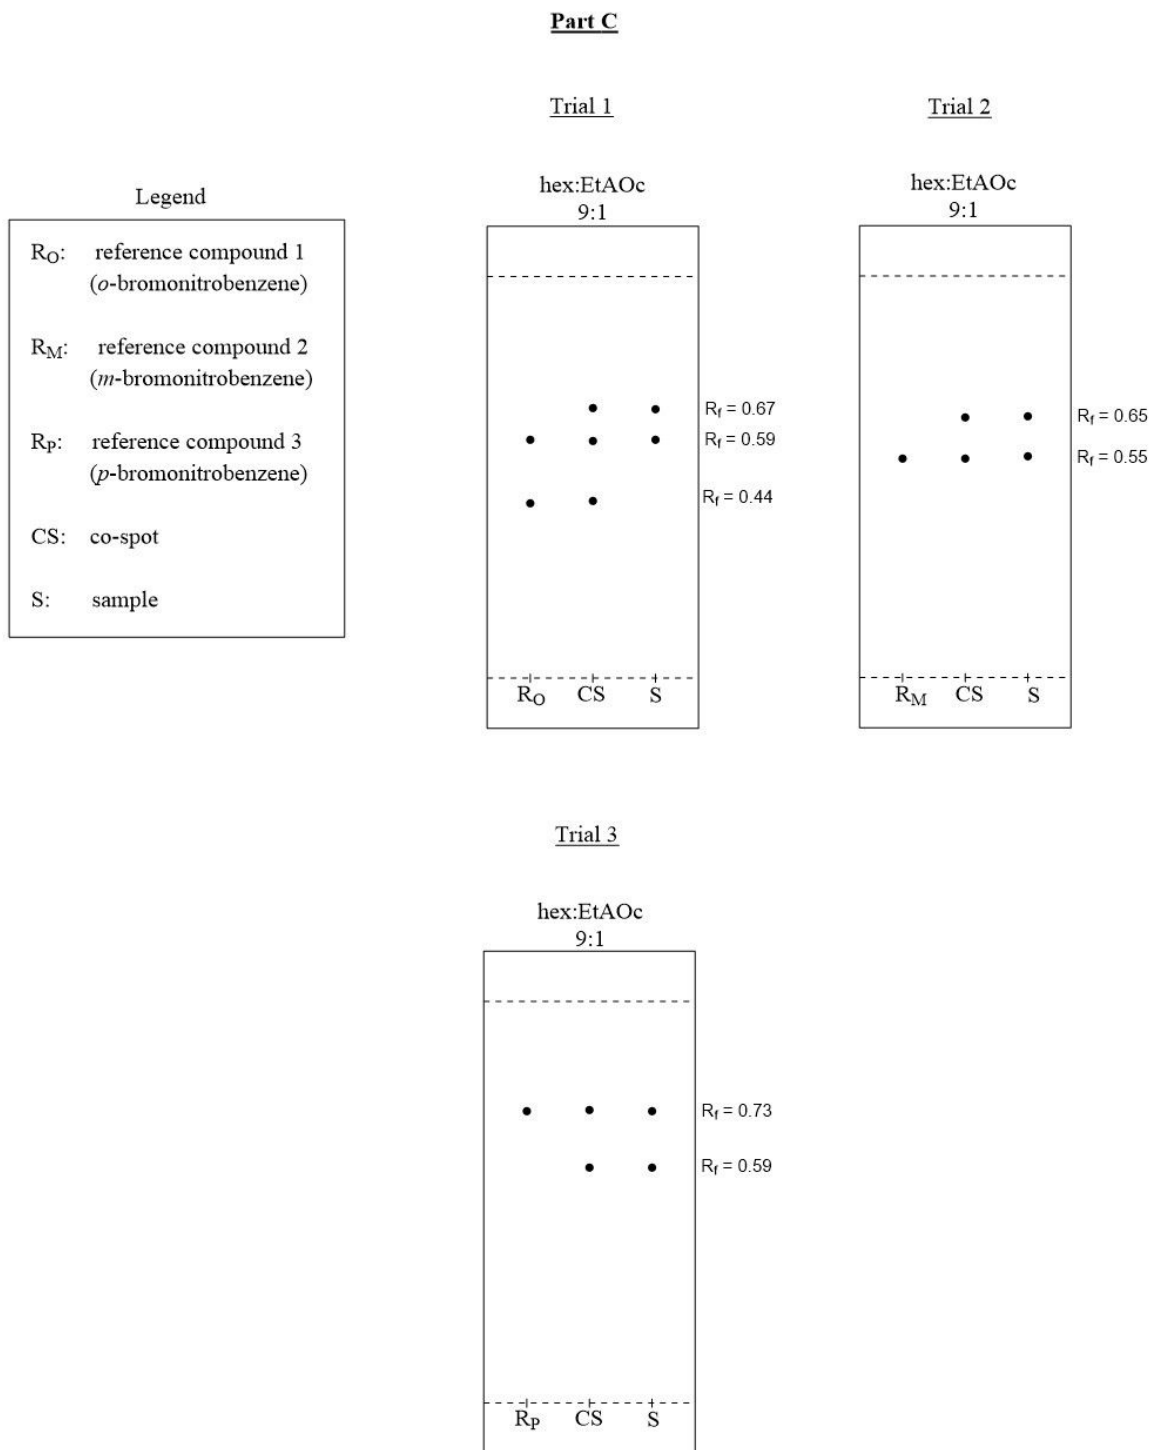 Part C
Trial 1
Trial 2
Legend
R_O: reference compound 1
(o-bromonitrobenzene)
R_M: reference compound 2
(m-bromonitrobenzene)
R_P: reference compound 3
(p-bromonitrobenzene)
CS: co-spot
S: sample
hex:EtAOc
9:1
R_f = 0.67
R_f = 0.59
R_f = 0.44
R_O CS S
hex:EtAOc
9:1
R_f = 0.65
R_f = 0.55
R_M CS S
Trial 3
hex:EtAOc
9:1
R_f = 0.73
R_f = 0.59
R_P CS S